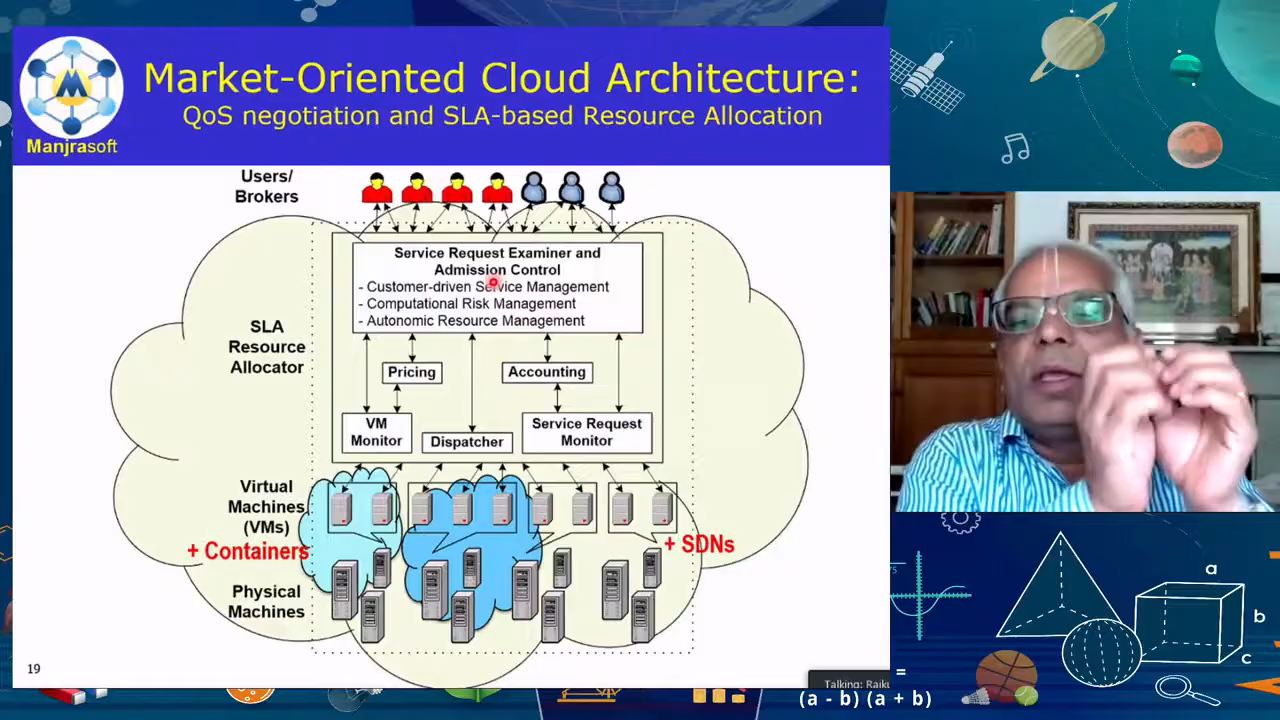 Market-Oriented Cloud Architecture:
QoS negotiation and SLA-based Resource Allocation
M
Manjrasoft
Users/
Brokers
Service Request Examiner and
Admission Control
- Customer-driven Service Management
- Computational Risk Management
- Autonomic Resource Management
SLA
Resource
Allocator
Pricing
Accounting
VM
Monitor
Dispatcher
Service Request
Monitor
Virtual
Machines
(VMs)
+ Containers
+ SDNs
Physical
Machines
19
Talking:
a
b
c
=
(a - b) (a + b)